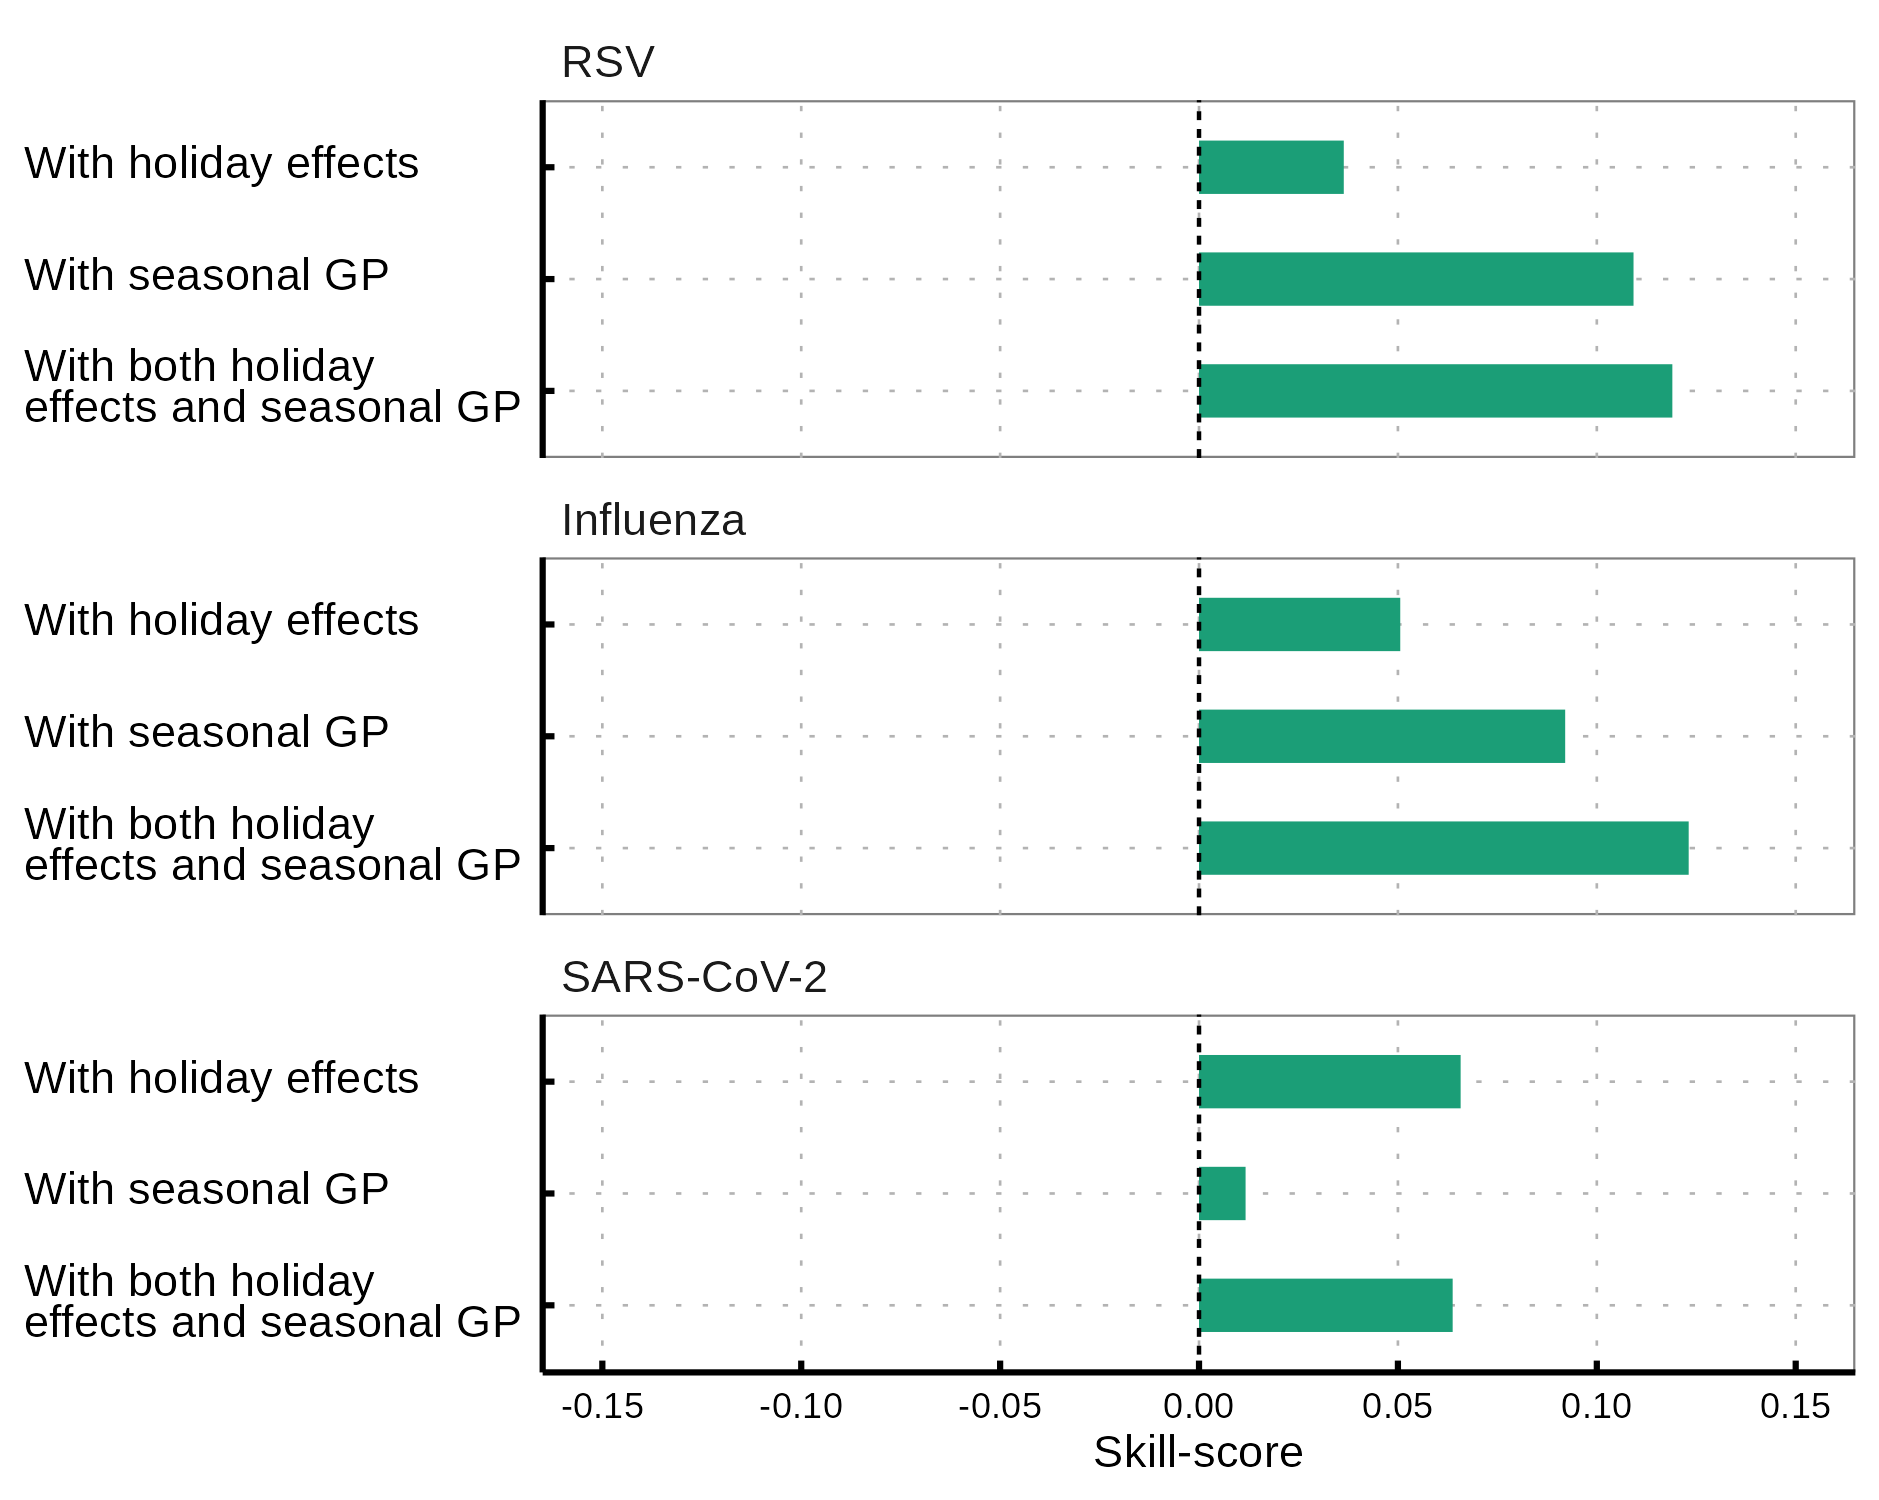 RSV
With holiday effects
With seasonal GP
With both holiday
effects and seasonal GP
Influenza
With holiday effects
With seasonal GP
With both holiday
effects and seasonal GP
SARS-CoV-2
With holiday effects
With seasonal GP
With both holiday
effects and seasonal GP
-0.15 -0.10 -0.05 0.00 0.05 0.10 0.15
Skill-score